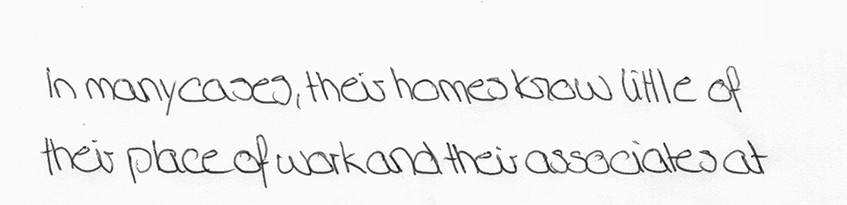 In many cases, their homes know little of
their place of work and their associates at